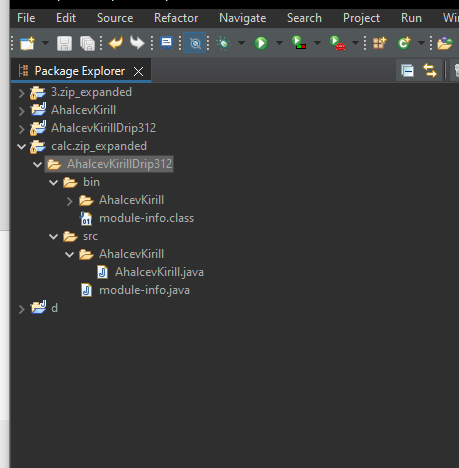 File Edit Source Refactor Navigate Search Project Run
Package Explorer
3.zip_expanded
AhalcevKirill
AhalcevKirillDrip312
calc.zip_expanded
AhalcevKirillDrip312
bin
AhalcevKirill
module-info.class
src
AhalcevKirill
AhalcevKirill.java
module-info.java
d